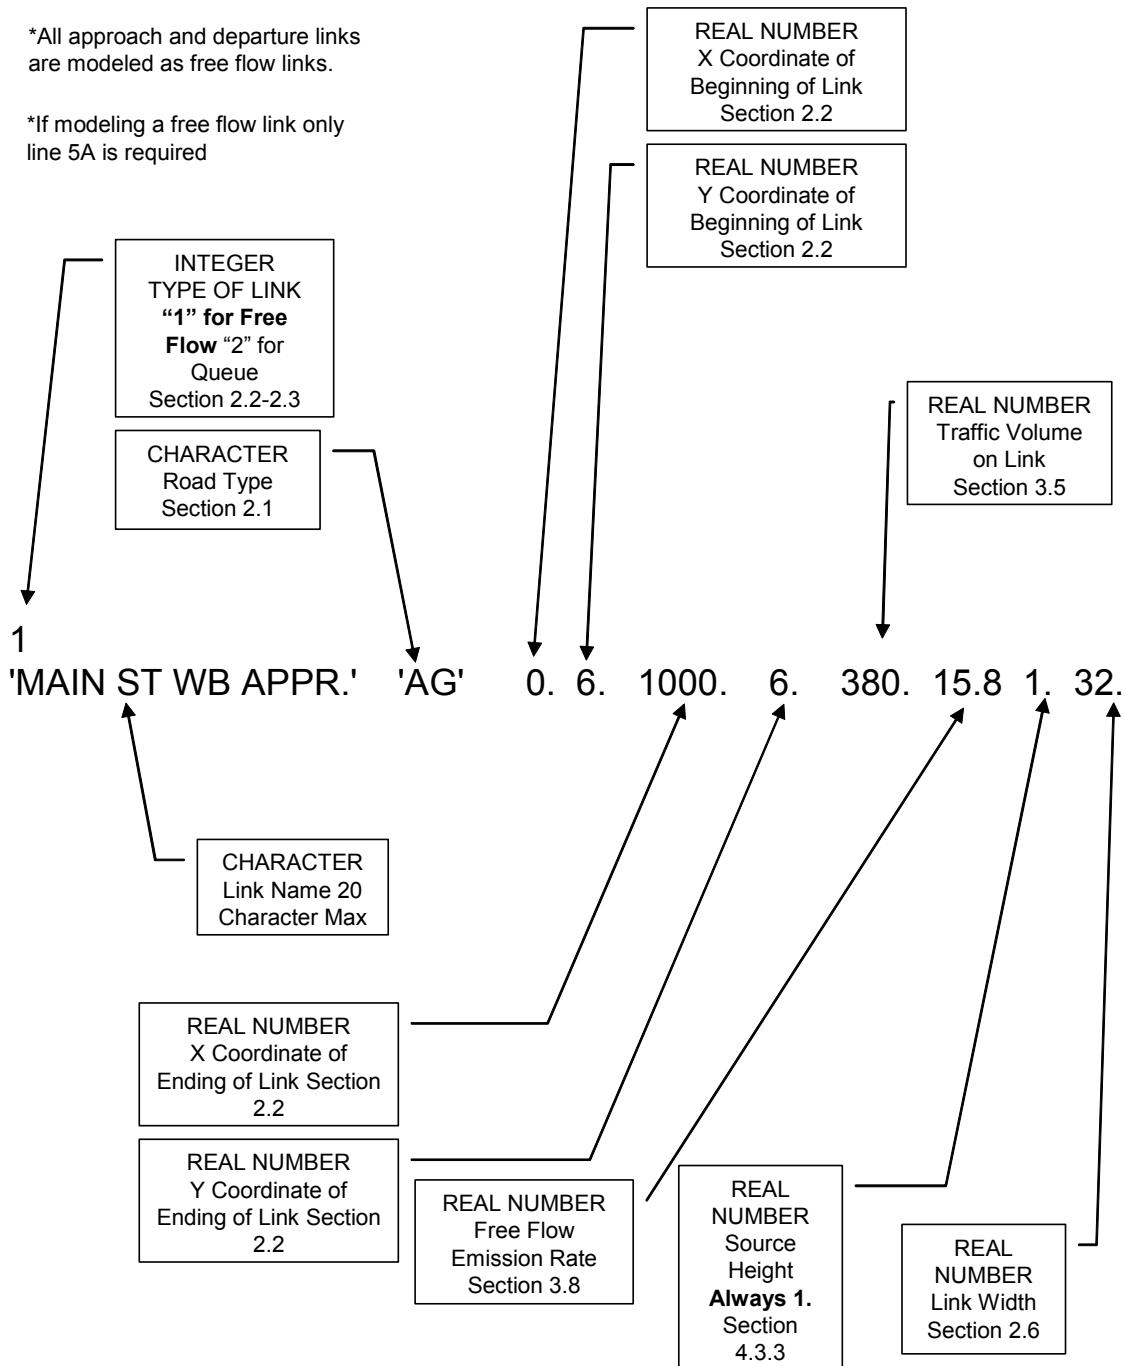 *All approach and departure links
are modeled as free flow links.
*If modeling a free flow link only
line 5A is required
REAL NUMBER
X Coordinate of
Beginning of Link
Section 2.2
REAL NUMBER
Y Coordinate of
Beginning of Link
Section 2.2
INTEGER
TYPE OF LINK
“1” for Free
Flow “2” for
Queue
Section 2.2-2.3
CHARACTER
Road Type
Section 2.1
REAL NUMBER
Traffic Volume
on Link
Section 3.5
1
'MAIN ST WB APPR.' 'AG' 0. 6. 1000. 6. 380. 15.8 1. 32.
CHARACTER
Link Name 20
Character Max
REAL NUMBER
X Coordinate of
Ending of Link Section
2.2
REAL NUMBER
Y Coordinate of
Ending of Link Section
2.2
REAL NUMBER
Free Flow
Emission Rate
Section 3.8
REAL
NUMBER
Source
Height
Always 1.
Section
4.3.3
REAL
NUMBER
Link Width
Section 2.6